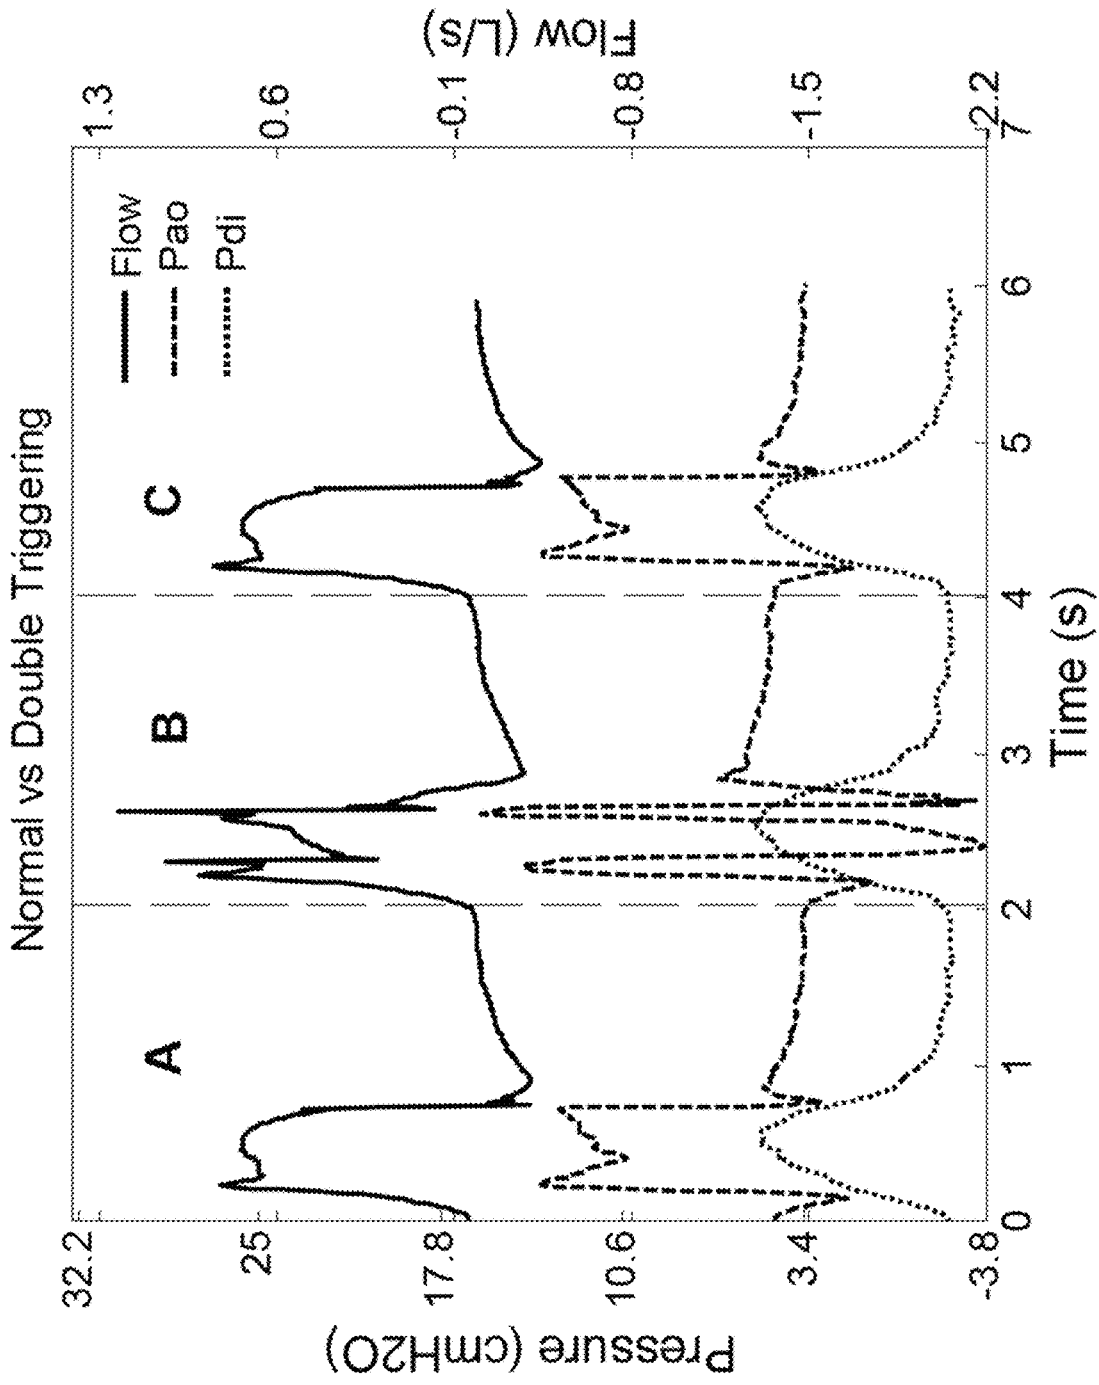 Normal vs Double Triggering
A B C
Flow
Pao
Pdi
Pressure (cmH2O)
32.2
25
17.8
10.6
3.4
-3.8
Flow (L/s)
1.3
0.6
-0.1
-0.8
-1.5
-2.2
0 1 2 3 4 5 6 7
Time (s)